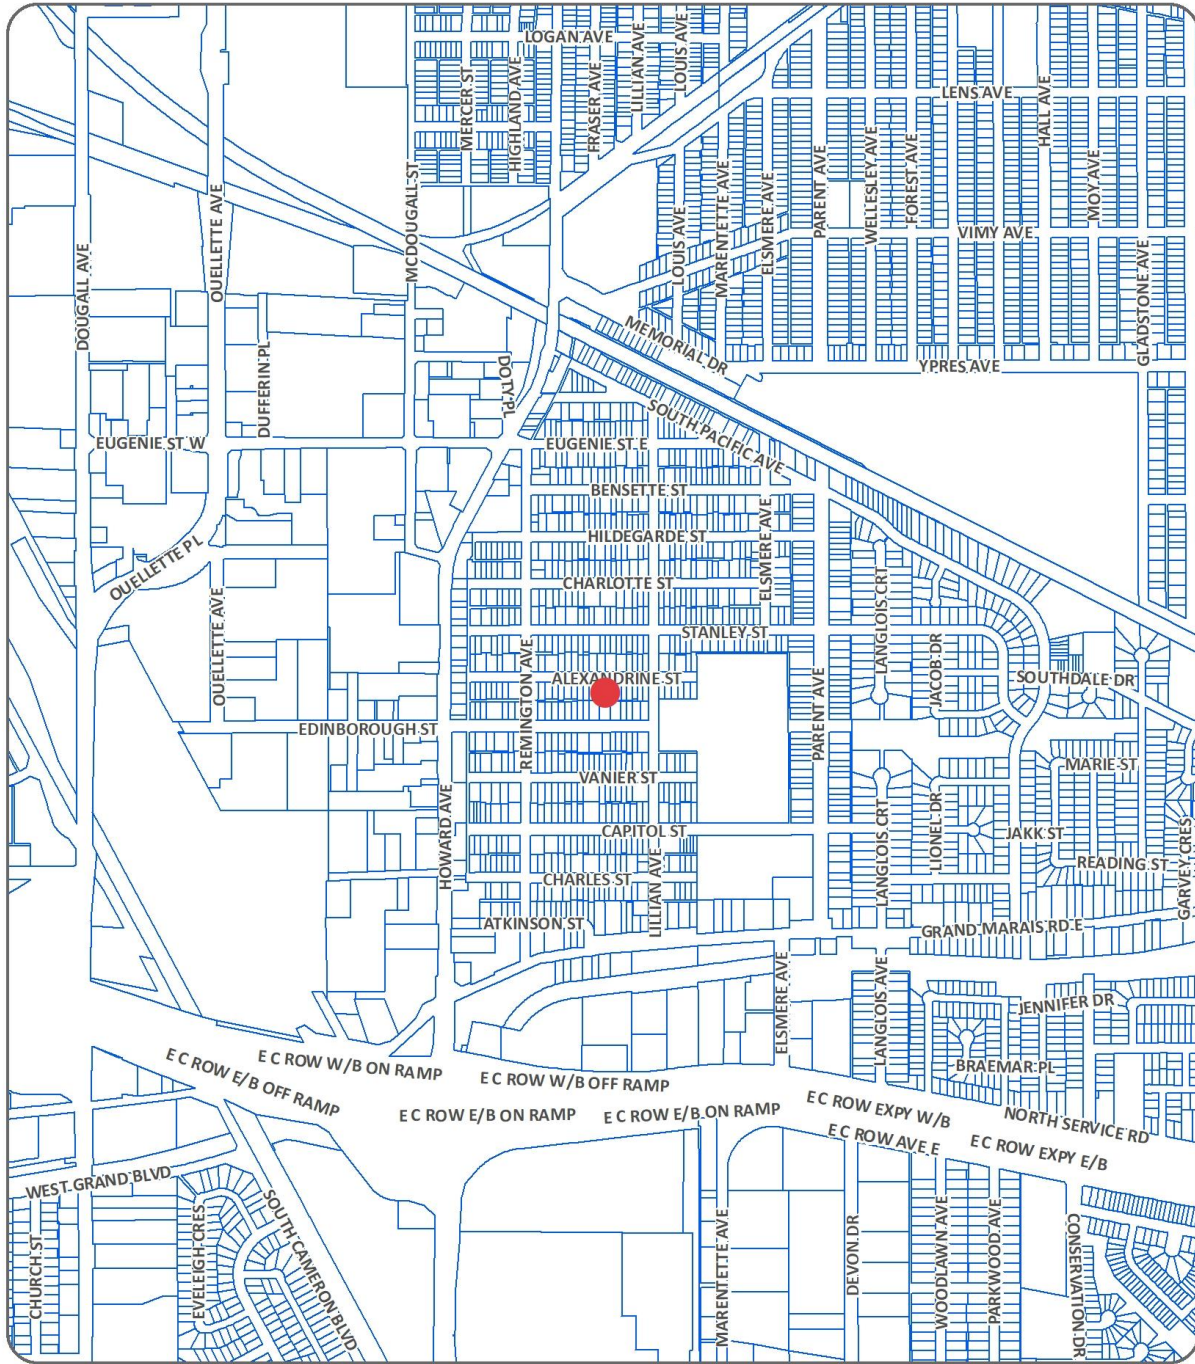 LOGAN AVE
MERCER ST
HIGHLAND AVE
FRASER AVE
LILLIAN AVE
LOUIS AVE
LENS AVE
HALL AVE
MCDOUGALL ST
OUELLETTE AVE
DOUGALL AVE
LOUIS AVE
MARENTETTE AVE
ELSMERE AVE
PARENT AVE
WELLESLEY AVE
FOREST AVE
MOY AVE
VIMY AVE
GLADSTONE AVE
MEMORIAL DR
YPRES AVE
DUFFERIN PL
DOTY PL
SOUTH PACIFIC AVE
EUGENIE ST W
EUGENIE ST E
BENSETTE ST
ELSMERE AVE
HILDEGARDE ST
OUELLETTE PL
CHARLOTTE ST
LANGLOIS CRT
OUELLETTE AVE
STANLEY ST
JACOB DR
REMINGTON AVE
ALEXANDRINE ST
PARENT AVE
SOUTHDALE DR
EDINBOROUGH ST
VANIER ST
MARIE ST
HOWARD AVE
CAPITOL ST
LANGLOIS CRT
LIONEL DR
JAKK ST
READING ST
GARVEY CRES
CHARLES ST
LILLIAN AVE
ATKINSON ST
GRAND MARAIS RD E
ELSMERE AVE
LANGLOIS AVE
JENNIFER DR
BRAEMAR PL
E C ROW W/B ON RAMP
E C ROW E/B OFF RAMP
E C ROW W/B OFF RAMP
E C ROW E/B ON RAMP
E C ROW E/B ON RAMP
E C ROW EXPY W/B
NORTH SERVICE RD
E C ROW AVE E
E C ROW EXPY E/B
WEST GRAND BLVD
CHURCH ST
EVELEIGH CRES
SOUTH CAMERON BLVD
MARENTETTE AVE
DEVON DR
WOODLAWN AVE
PARKWOOD AVE
CONSERVATION DR